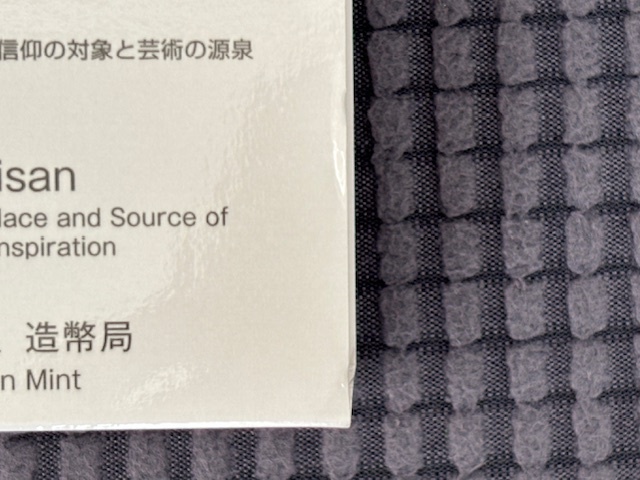 信仰の対象と芸術の源泉
isan
lace and Source of
nspiration
造幣局
n Mint